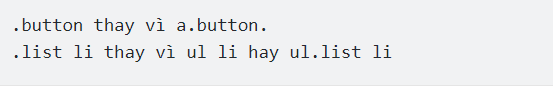 .button thay vì a.button.
.list li thay vì ul li hay ul.list li